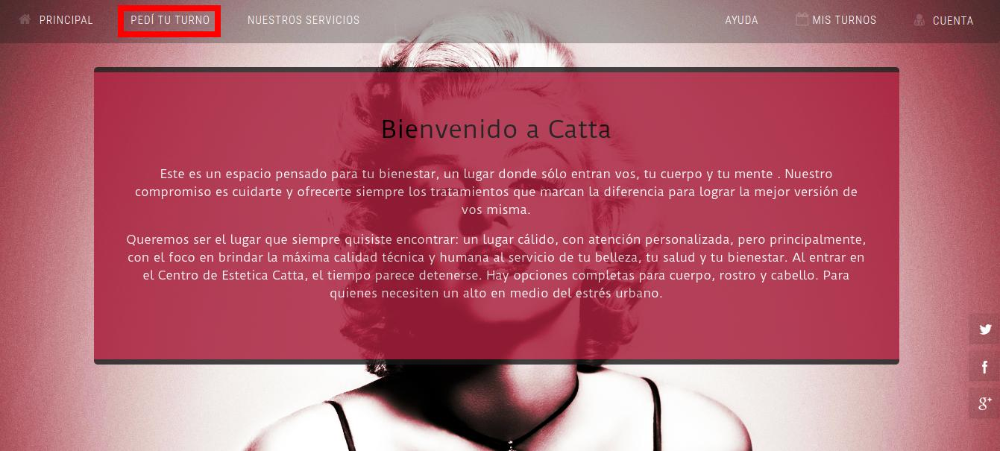 PRINCIPAL
PEDÍ TU TURNO
NUESTROS SERVICIOS
AYUDA
MIS TURNOS
CUENTA
Bienvenido a Catta
Este es un espacio pensado para tu bienestar, un lugar donde sólo entran vos, tu cuerpo y tu mente . Nuestro
compromiso es cuidarte y ofrecerte siempre los tratamientos que marcan la diferencia para lograr la mejor versión de
vos misma.
Queremos ser el lugar que siempre quisiste encontrar: un lugar cálido, con atención personalizada, pero principalmente,
con el foco en brindar la máxima calidad técnica y humana al servicio de tu belleza, tu salud y tu bienestar. Al entrar en
el Centro de Estetica Catta, el tiempo parece detenerse. Hay opciones completas para cuerpo, rostro y cabello. Para
quienes necesiten un alto en medio del estrés urbano.